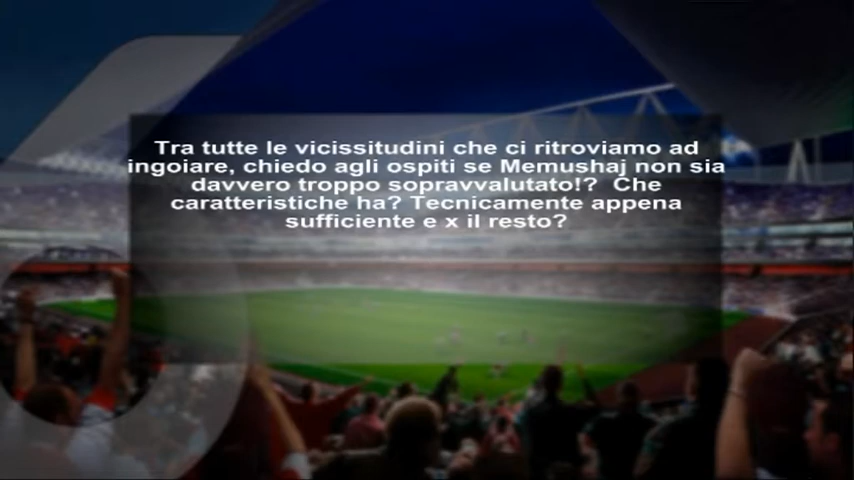 Tra tutte le vicissitudini che ci ritroviamo ad
ingoiare, chiedo agli ospiti se Memushaj non sia
davvero troppo sopravvalutato!?  Che
caratteristiche ha? Tecnicamente appena
sufficiente e x il resto?